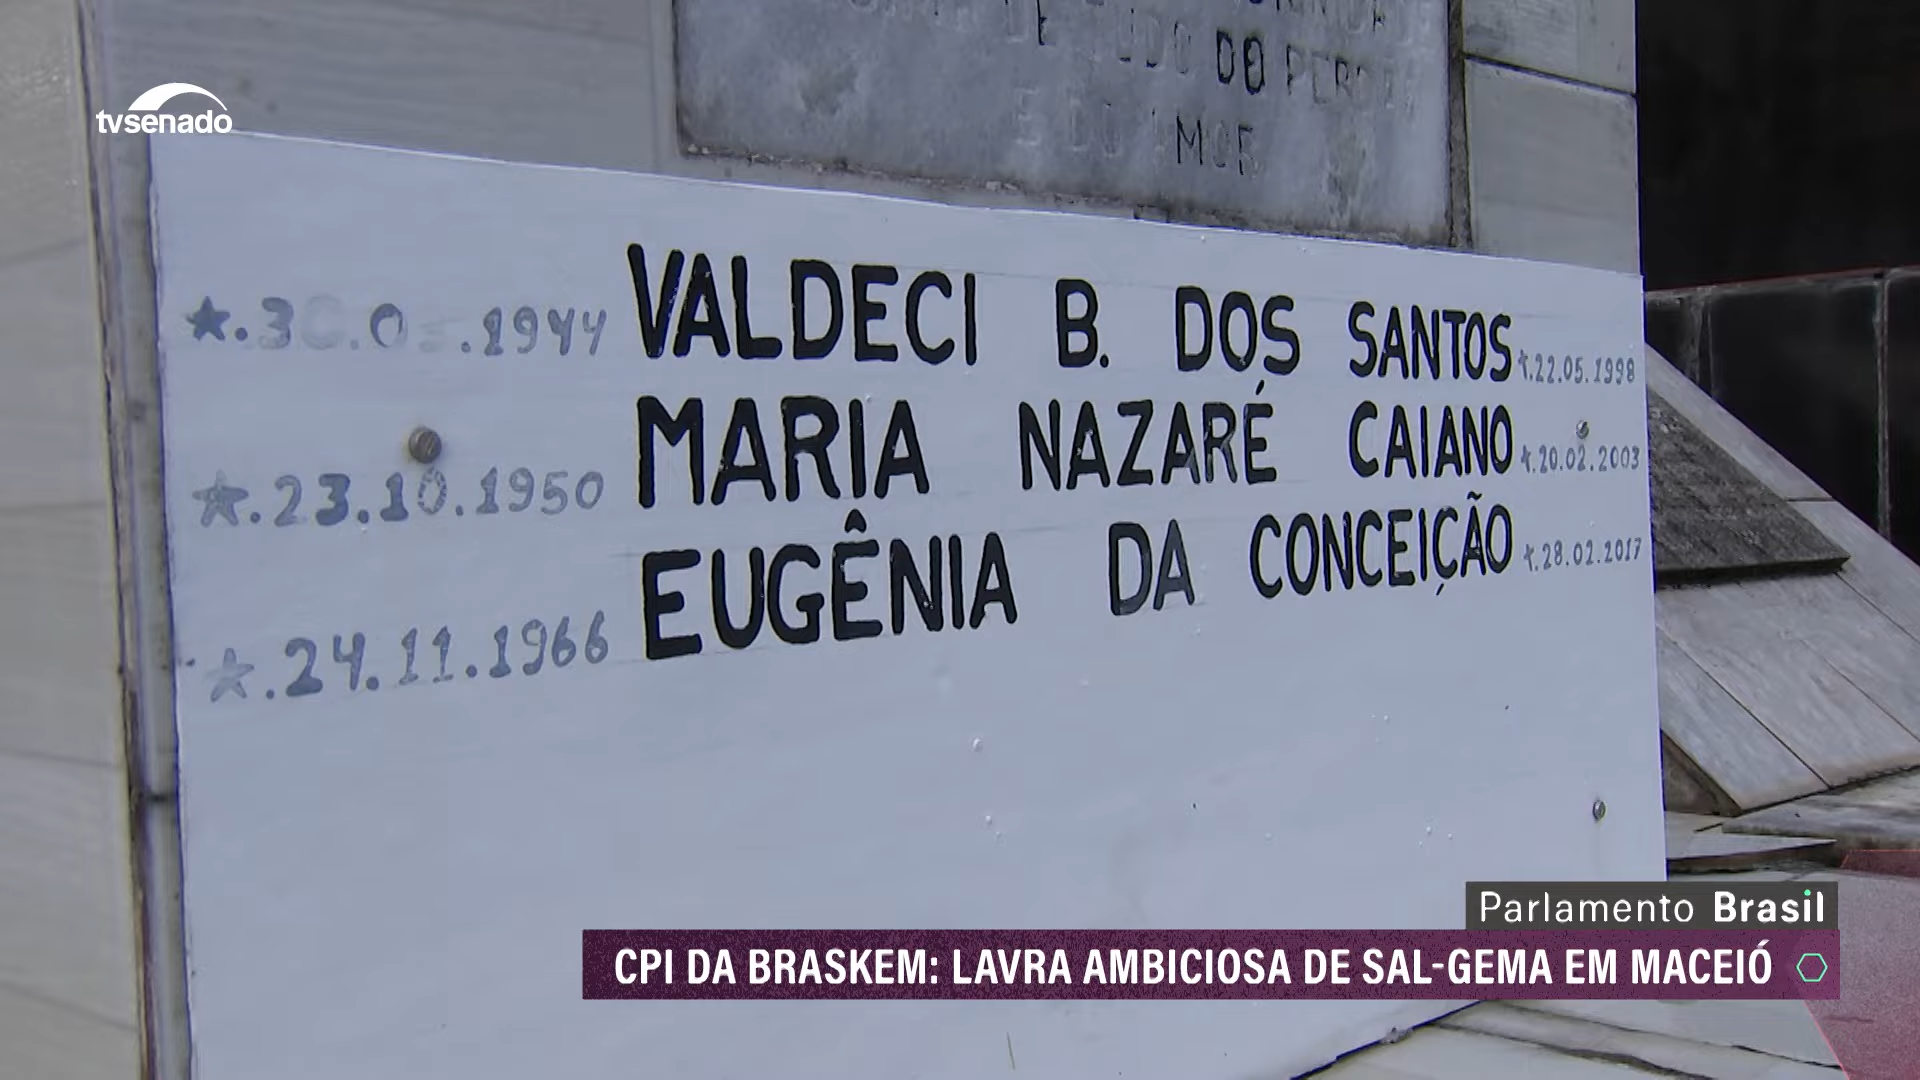 tvsenado
DO
VALDECI B. DOS SANTOS †.22.05.1998
★.23.10.1950 MARIA NAZARÉ CAIANO †.20.02.2003
★.24.11.1966 EUGÊNIA DA CONCEIÇÃO †.28.02.2017
Parlamento Brasil
CPI DA BRASKEM: LAVRA AMBICIOSA DE SAL-GEMA EM MACEIÓ